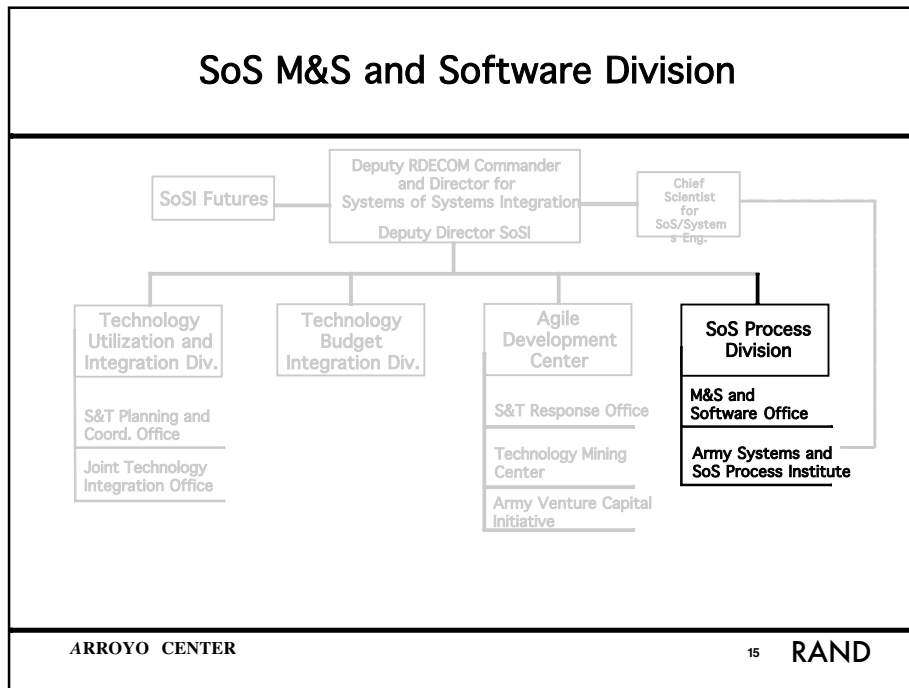 SoS M&S and Software Division
Deputy RDECOM Commander
and Director for
Systems of Systems Integration
Deputy Director SoSI
SoSI Futures
Chief
Scientist
for
SoS/System
s Eng.
Technology
Utilization and
Integration Div.
S&T Planning and
Coord. Office
Joint Technology
Integration Office
Technology
Budget
Integration Div.
Agile
Development
Center
S&T Response Office
Technology Mining
Center
Army Venture Capital
Initiative
SoS Process
Division
M&S and
Software Office
Army Systems and
SoS Process Institute
ARROYO CENTER
15
RAND